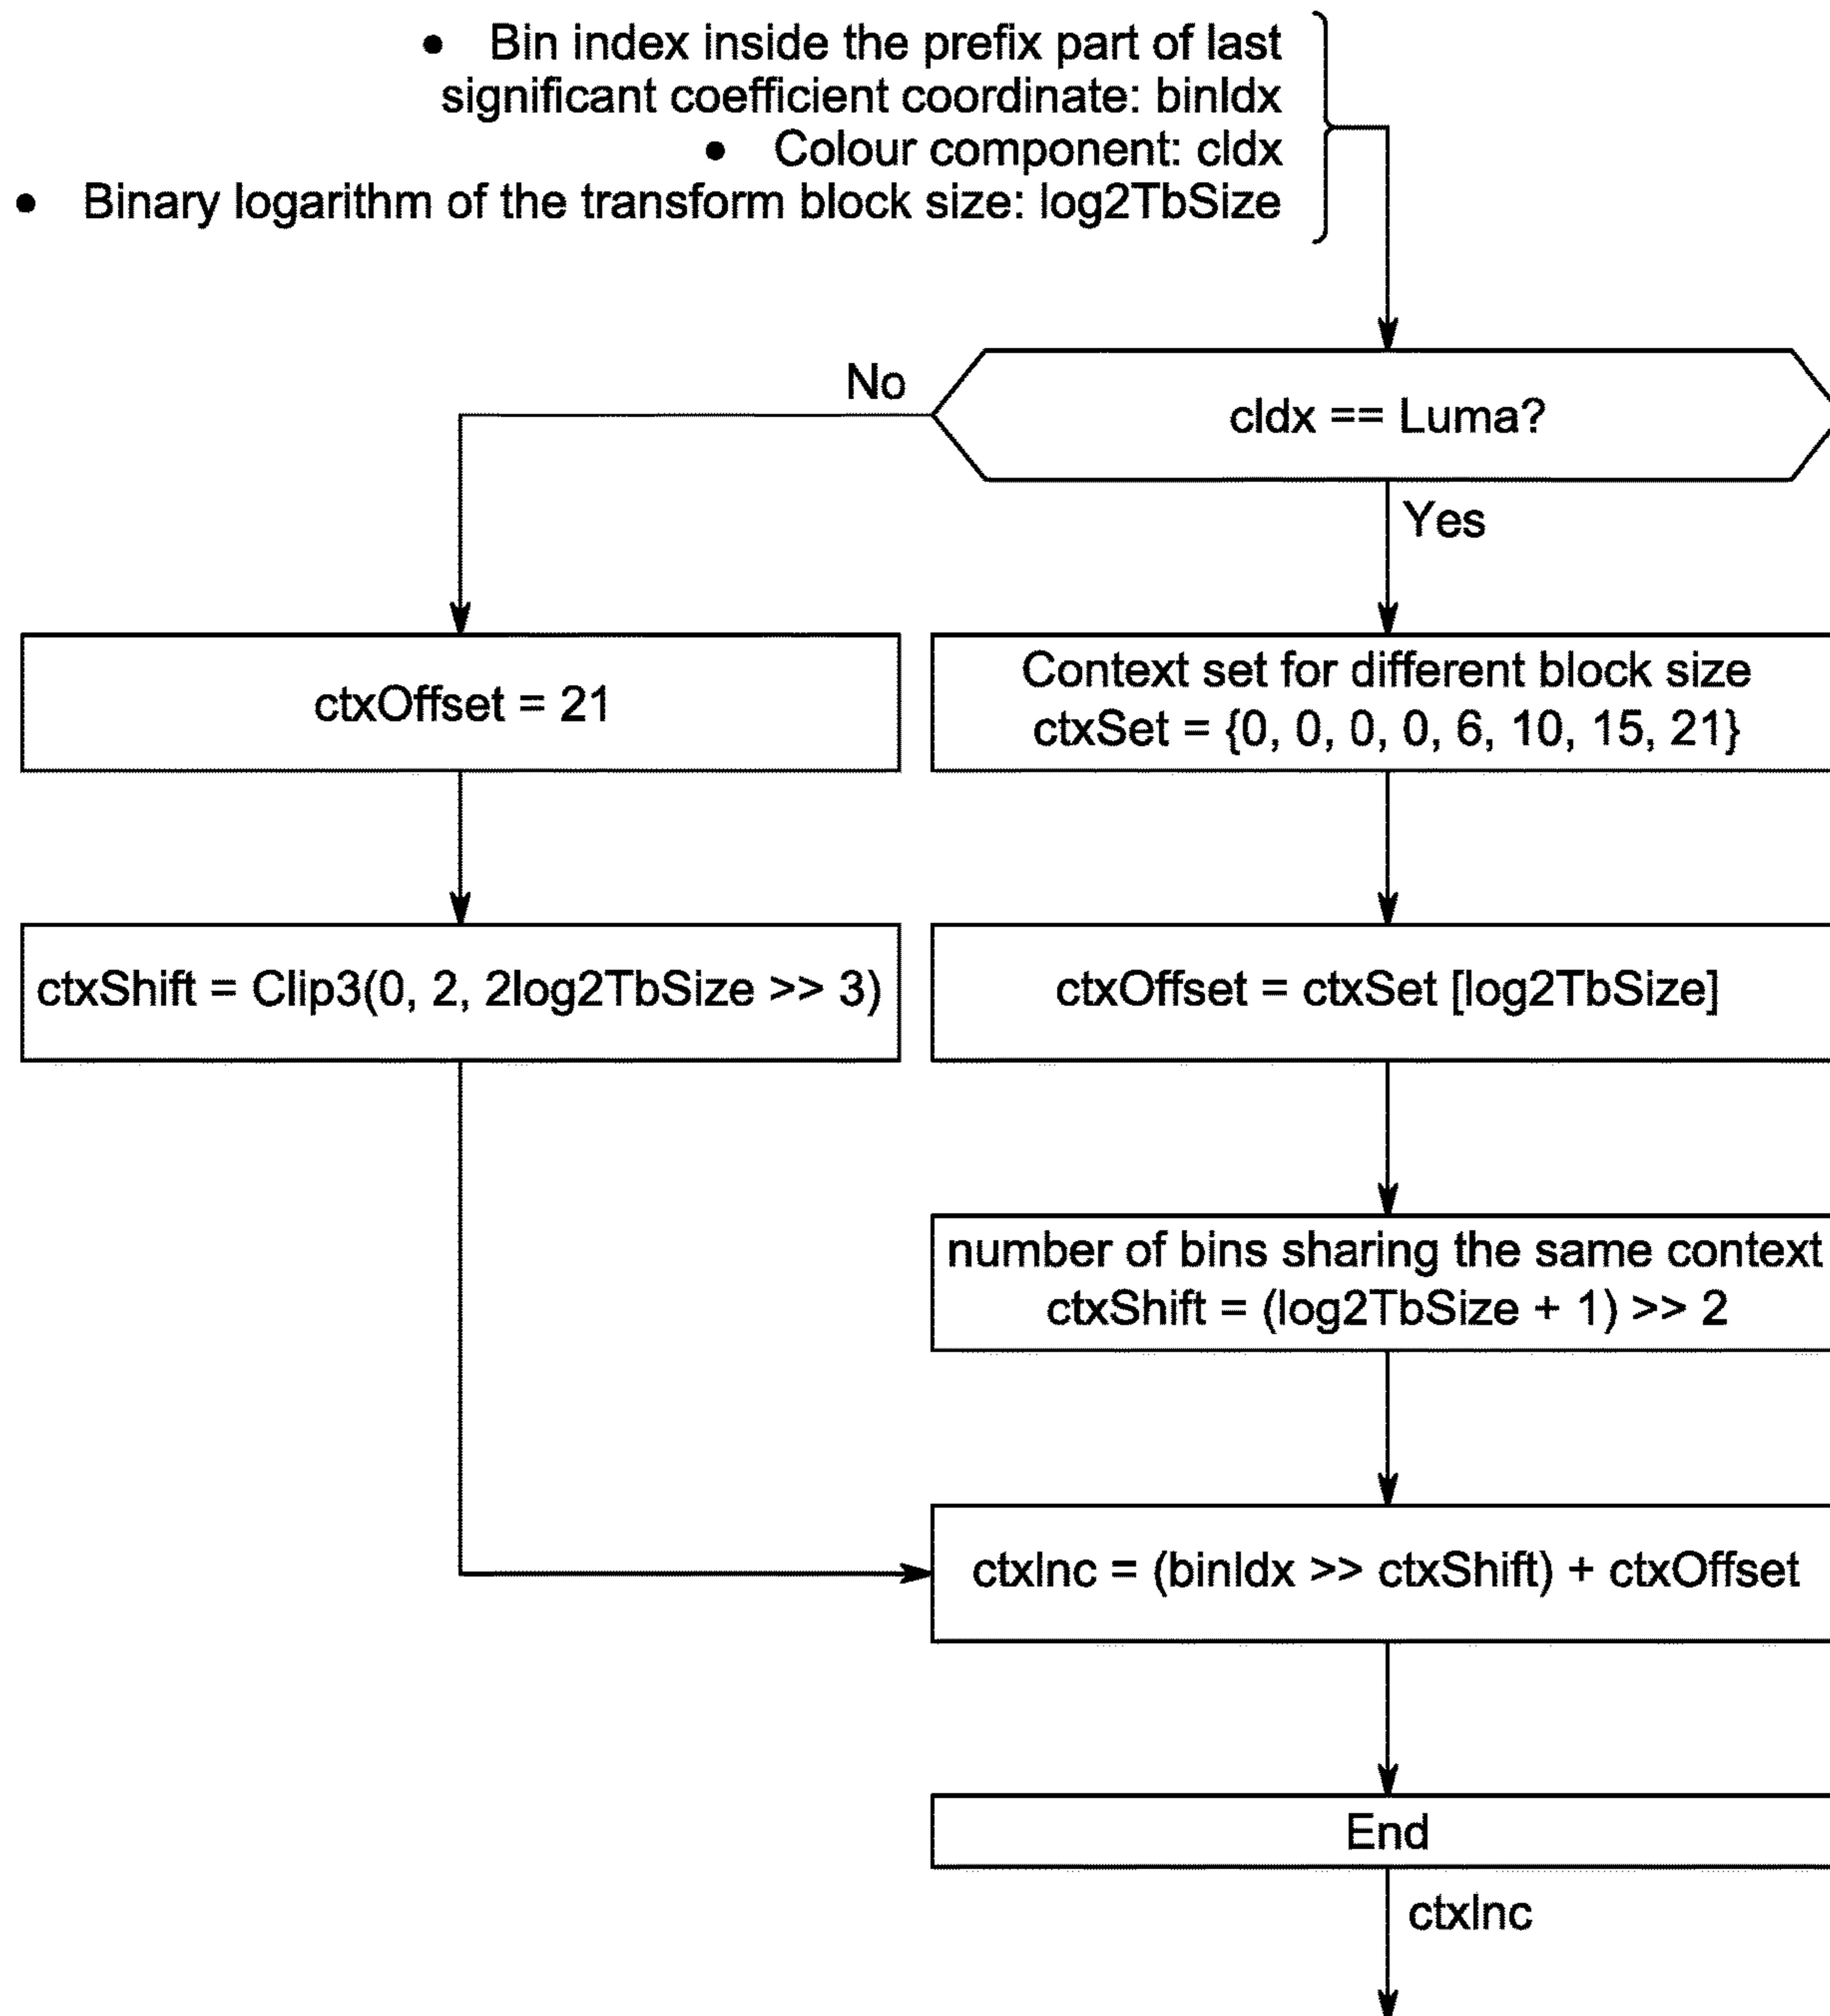 • Bin index inside the prefix part of last
significant coefficient coordinate: binIdx
• Colour component: cIdx
• Binary logarithm of the transform block size: log2TbSize
cIdx == Luma?
No
Yes
ctxOffset = 21
Context set for different block size
ctxSet = {0, 0, 0, 0, 6, 10, 15, 21}
ctxShift = Clip3(0, 2, 2log2TbSize >> 3)
ctxOffset = ctxSet [log2TbSize]
number of bins sharing the same context
ctxShift = (log2TbSize + 1) >> 2
ctxInc = (binIdx >> ctxShift) + ctxOffset
End
ctxInc